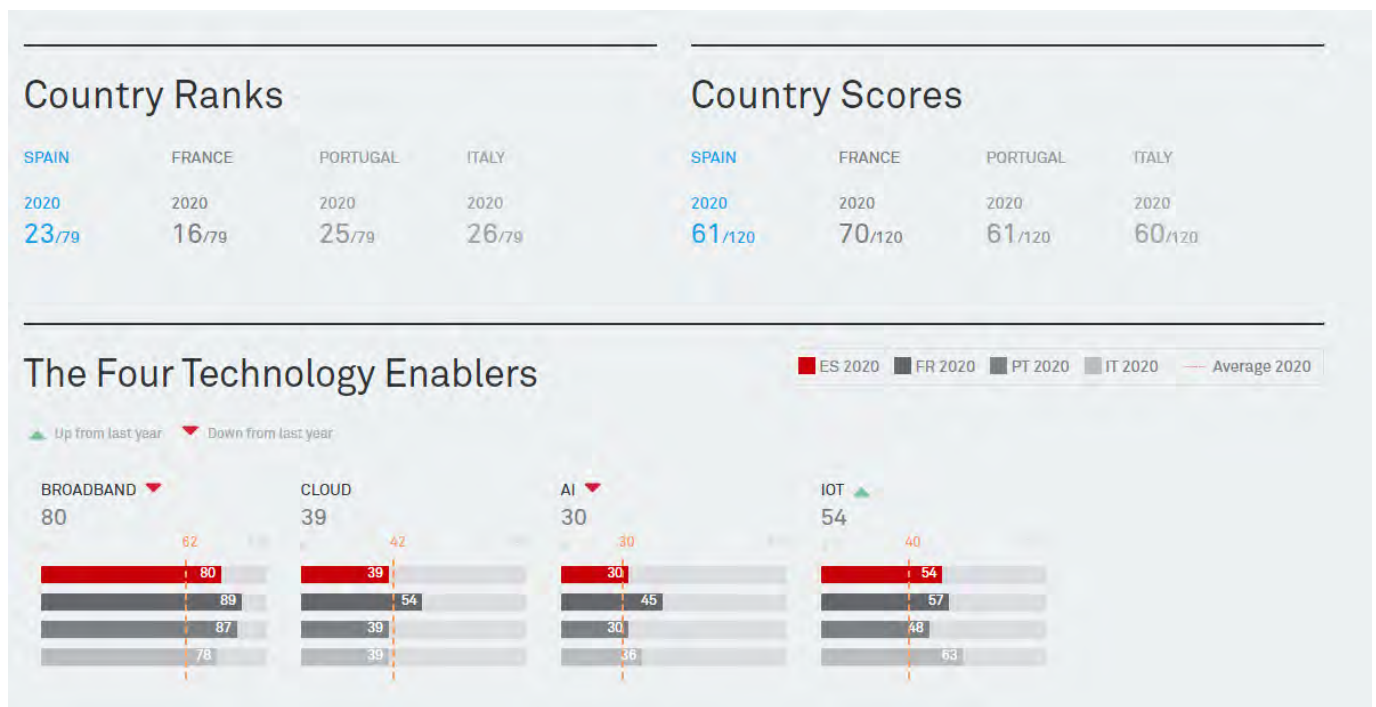 Country Ranks
SPAIN FRANCE PORTUGAL ITALY
2020 2020 2020 2020
23/79 16/79 25/79 26/79
Country Scores
SPAIN FRANCE PORTUGAL ITALY
2020 2020 2020 2020
61/120 70/120 61/120 60/120
The Four Technology Enablers
ES 2020 FR 2020 PT 2020 IT 2020 Average 2020
Up from last year Down from last year
BROADBAND
80
62
80
89
87
78
CLOUD
39
42
39
54
39
39
AI
30
30
30
45
30
36
IOT
54
40
54
57
48
63